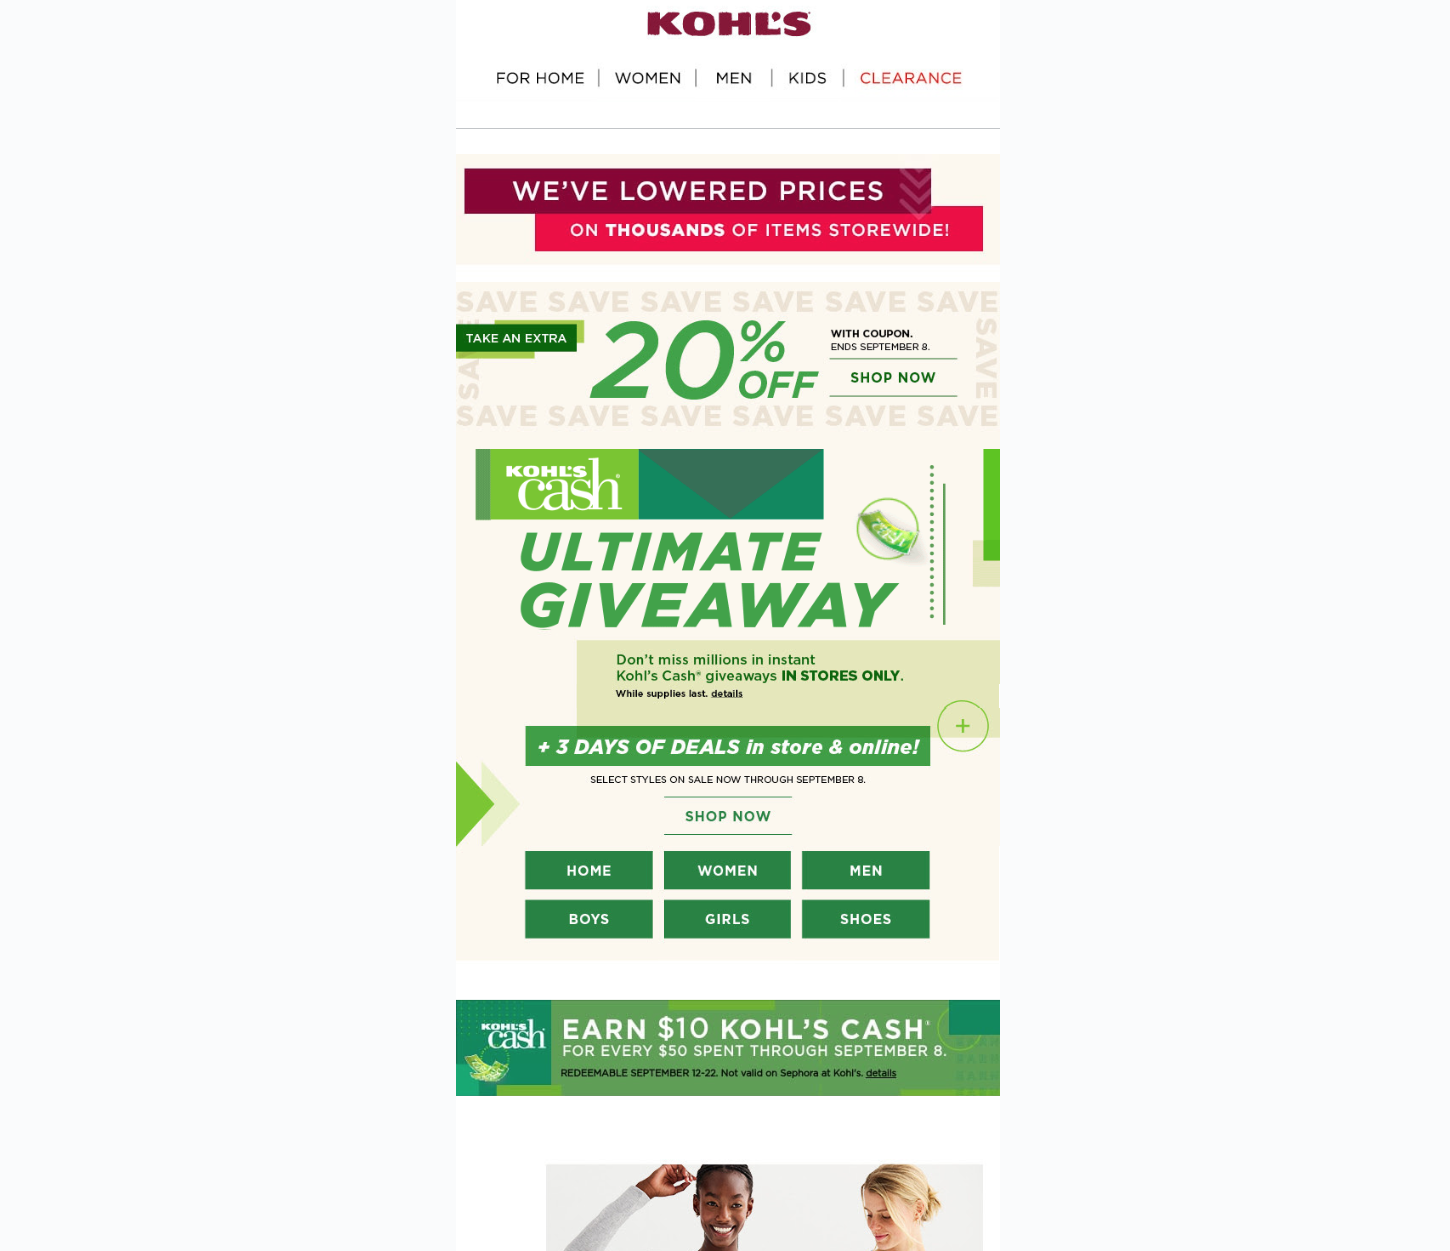 KOHL'S
FOR HOME | WOMEN | MEN | KIDS | CLEARANCE
WE'VE LOWERED PRICES
ON THOUSANDS OF ITEMS STOREWIDE!
SAVE SAVE SAVE SAVE SAVE SAVE
TAKE AN EXTRA
20% OFF
WITH COUPON.
ENDS SEPTEMBER 8.
SHOP NOW
SAVE
SAVE SAVE SAVE SAVE SAVE SAVE
KOHL'S
cash®
ULTIMATE
GIVEAWAY
Don't miss millions in instant
Kohl's Cash® giveaways IN STORES ONLY.
While supplies last. details
+ 3 DAYS OF DEALS in store & online!
SELECT STYLES ON SALE NOW THROUGH SEPTEMBER 8.
SHOP NOW
HOME
WOMEN
MEN
BOYS
GIRLS
SHOES
KOHL'S
cash
EARN $10 KOHL'S CASH®
FOR EVERY $50 SPENT THROUGH SEPTEMBER 8.
REDEEMABLE SEPTEMBER 12-22. Not valid on Sephora at Kohl's. details